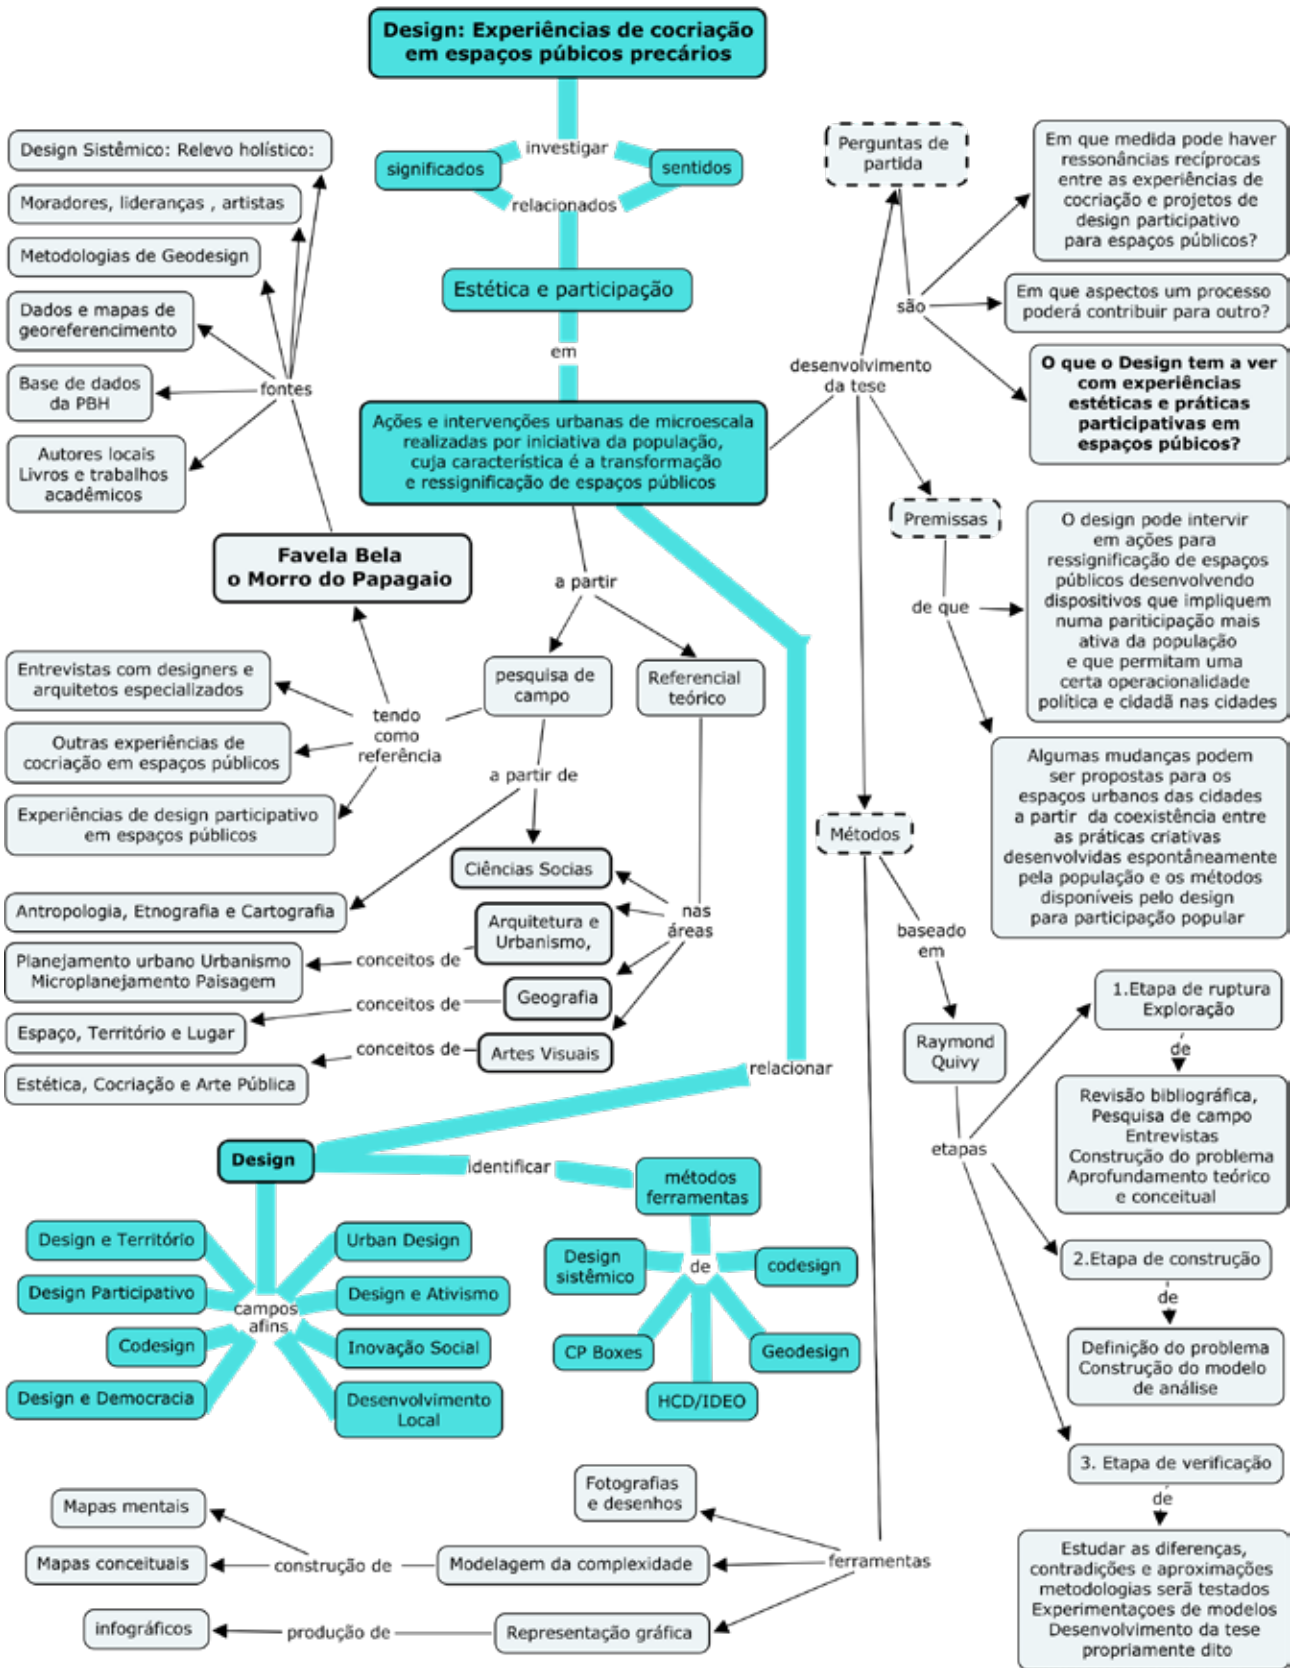 Design: Experiências de cocriação
em espaços púbicos precários
investigar
significados
sentidos
relacionados
Estética e participação
em
Ações e intervenções urbanas de microescala
realizadas por iniciativa da população,
cuja característica é a transformação
e ressignificação de espaços públicos
Design Sistêmico: Relevo holístico:
Moradores, lideranças , artistas
Metodologias de Geodesign
Dados e mapas de
georeferencimento
Base de dados
da PBH
Autores locais
Livros e trabalhos
acadêmicos
fontes
Favela Bela
o Morro do Papagaio
Entrevistas com designers e
arquitetos especializados
Outras experiências de
cocriação em espaços públicos
Experiências de design participativo
em espaços públicos
tendo
como
referência
a partir
pesquisa de
campo
Referencial
teórico
a partir de
Ciências Socias
Arquitetura e
Urbanismo,
Geografia
Artes Visuais
nas
áreas
Antropologia, Etnografia e Cartografia
Planejamento urbano Urbanismo
Microplanejamento Paisagem
conceitos de
Espaço, Território e Lugar
conceitos de
Estética, Cocriação e Arte Pública
conceitos de
desenvolvimento
da tese
Perguntas de
partida
são
Em que medida pode haver
ressonâncias recíprocas
entre as experiências de
cocriação e projetos de
design participativo
para espaços públicos?
Em que aspectos um processo
poderá contribuir para outro?
O que o Design tem a ver
com experiências
estéticas e práticas
participativas em
espaços púbicos?
Premissas
de que
O design pode intervir
em ações para
ressignificação de espaços
públicos desenvolvendo
dispositivos que impliquem
numa pariticipação mais
ativa da população
e que permitam uma
certa operacionalidade
política e cidadã nas cidades
Algumas mudanças podem
ser propostas para os
espaços urbanos das cidades
a partir da coexistência entre
as práticas criativas
desenvolvidas espontâneamente
pela população e os métodos
disponíveis pelo design
para participação popular
Métodos
baseado
em
Raymond
Quivy
etapas
1.Etapa de ruptura
Exploração
de
Revisão bibliográfica,
Pesquisa de campo
Entrevistas
Construção do problema
Aprofundamento teórico
e conceitual
2.Etapa de construção
de
Definição do problema
Construção do modelo
de análise
3. Etapa de verificação
de
Estudar as diferenças,
contradições e aproximações
metodologias serã testados
Experimentaçoes de modelos
Desenvolvimento da tese
propriamente dito
relacionar
Design
identificar
métodos
ferramentas
de
Design
sistêmico
codesign
CP Boxes
Geodesign
HCD/IDEO
campos
afins
Design e Território
Urban Design
Design Participativo
Design e Ativismo
Codesign
Inovação Social
Design e Democracia
Desenvolvimento
Local
ferramentas
Fotografias
e desenhos
Modelagem da complexidade
construção de
Mapas mentais
Mapas conceituais
Representação gráfica
produção de
infográficos